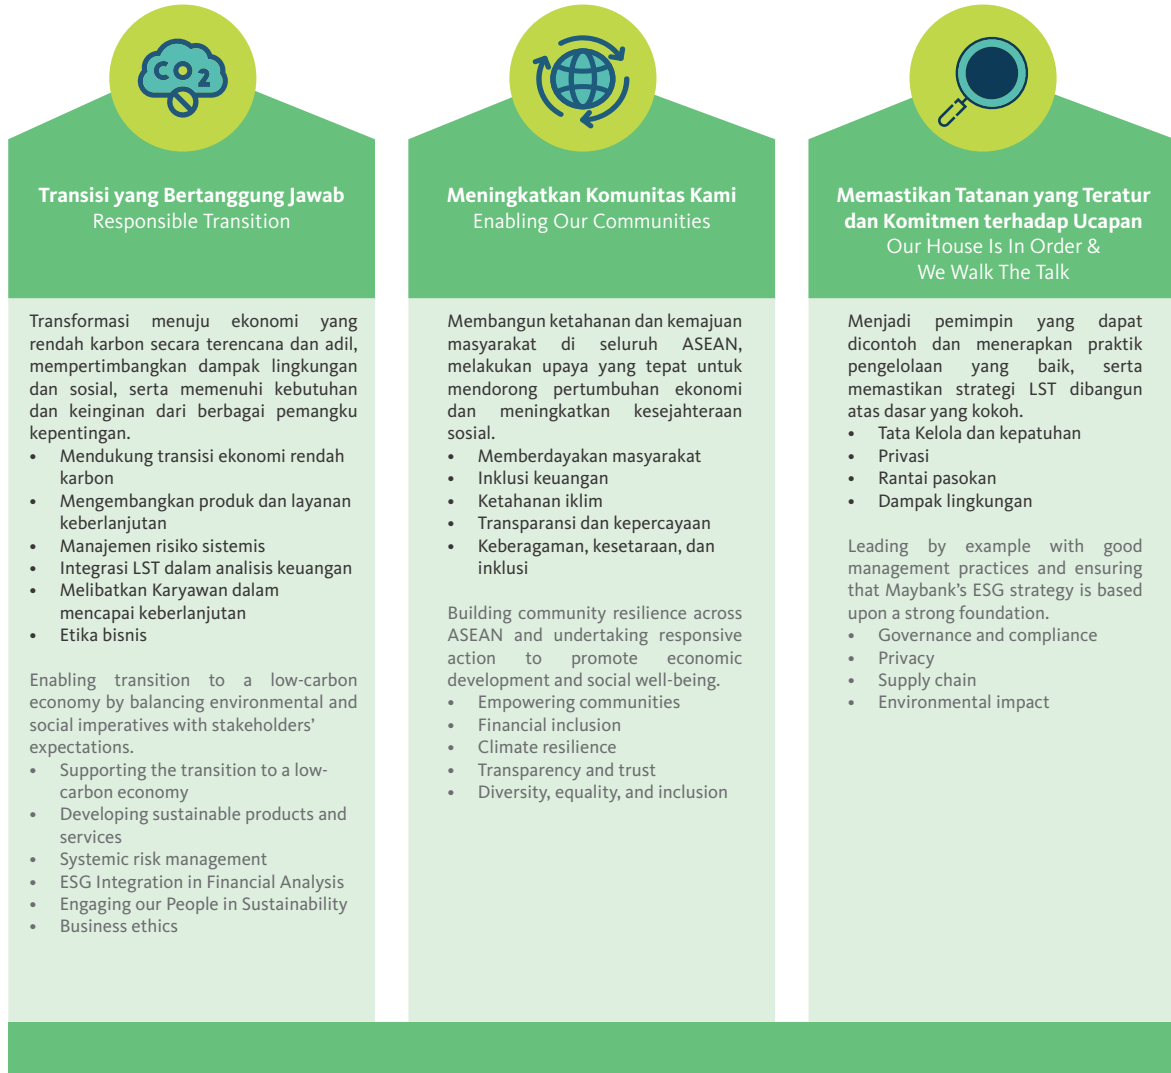 CO2
Transisi yang Bertanggung Jawab
Responsible Transition
Transformasi menuju ekonomi yang
rendah karbon secara terencana dan adil,
mempertimbangkan dampak lingkungan
dan sosial, serta memenuhi kebutuhan
dan keinginan dari berbagai pemangku
kepentingan.
• Mendukung transisi ekonomi rendah
karbon
• Mengembangkan produk dan layanan
keberlanjutan
• Manajemen risiko sistemis
• Integrasi LST dalam analisis keuangan
• Melibatkan Karyawan dalam
mencapai keberlanjutan
• Etika bisnis
Enabling transition to a low-carbon
economy by balancing environmental and
social imperatives with stakeholders’
expectations.
• Supporting the transition to a low-
carbon economy
• Developing sustainable products and
services
• Systemic risk management
• ESG Integration in Financial Analysis
• Engaging our People in Sustainability
• Business ethics
Meningkatkan Komunitas Kami
Enabling Our Communities
Membangun ketahanan dan kemajuan
masyarakat di seluruh ASEAN,
melakukan upaya yang tepat untuk
mendorong pertumbuhan ekonomi
dan meningkatkan kesejahteraan
sosial.
• Memberdayakan masyarakat
• Inklusi keuangan
• Ketahanan iklim
• Transparansi dan kepercayaan
• Keberagaman, kesetaraan, dan
inklusi
Building community resilience across
ASEAN and undertaking responsive
action to promote economic
development and social well-being.
• Empowering communities
• Financial inclusion
• Climate resilience
• Transparency and trust
• Diversity, equality, and inclusion
Memastikan Tatanan yang Teratur
dan Komitmen terhadap Ucapan
Our House Is In Order &
We Walk The Talk
Menjadi pemimpin yang dapat
dicontoh dan menerapkan praktik
pengelolaan yang baik, serta
memastikan strategi LST dibangun
atas dasar yang kokoh.
• Tata Kelola dan kepatuhan
• Privasi
• Rantai pasokan
• Dampak lingkungan
Leading by example with good
management practices and ensuring
that Maybank’s ESG strategy is based
upon a strong foundation.
• Governance and compliance
• Privacy
• Supply chain
• Environmental impact